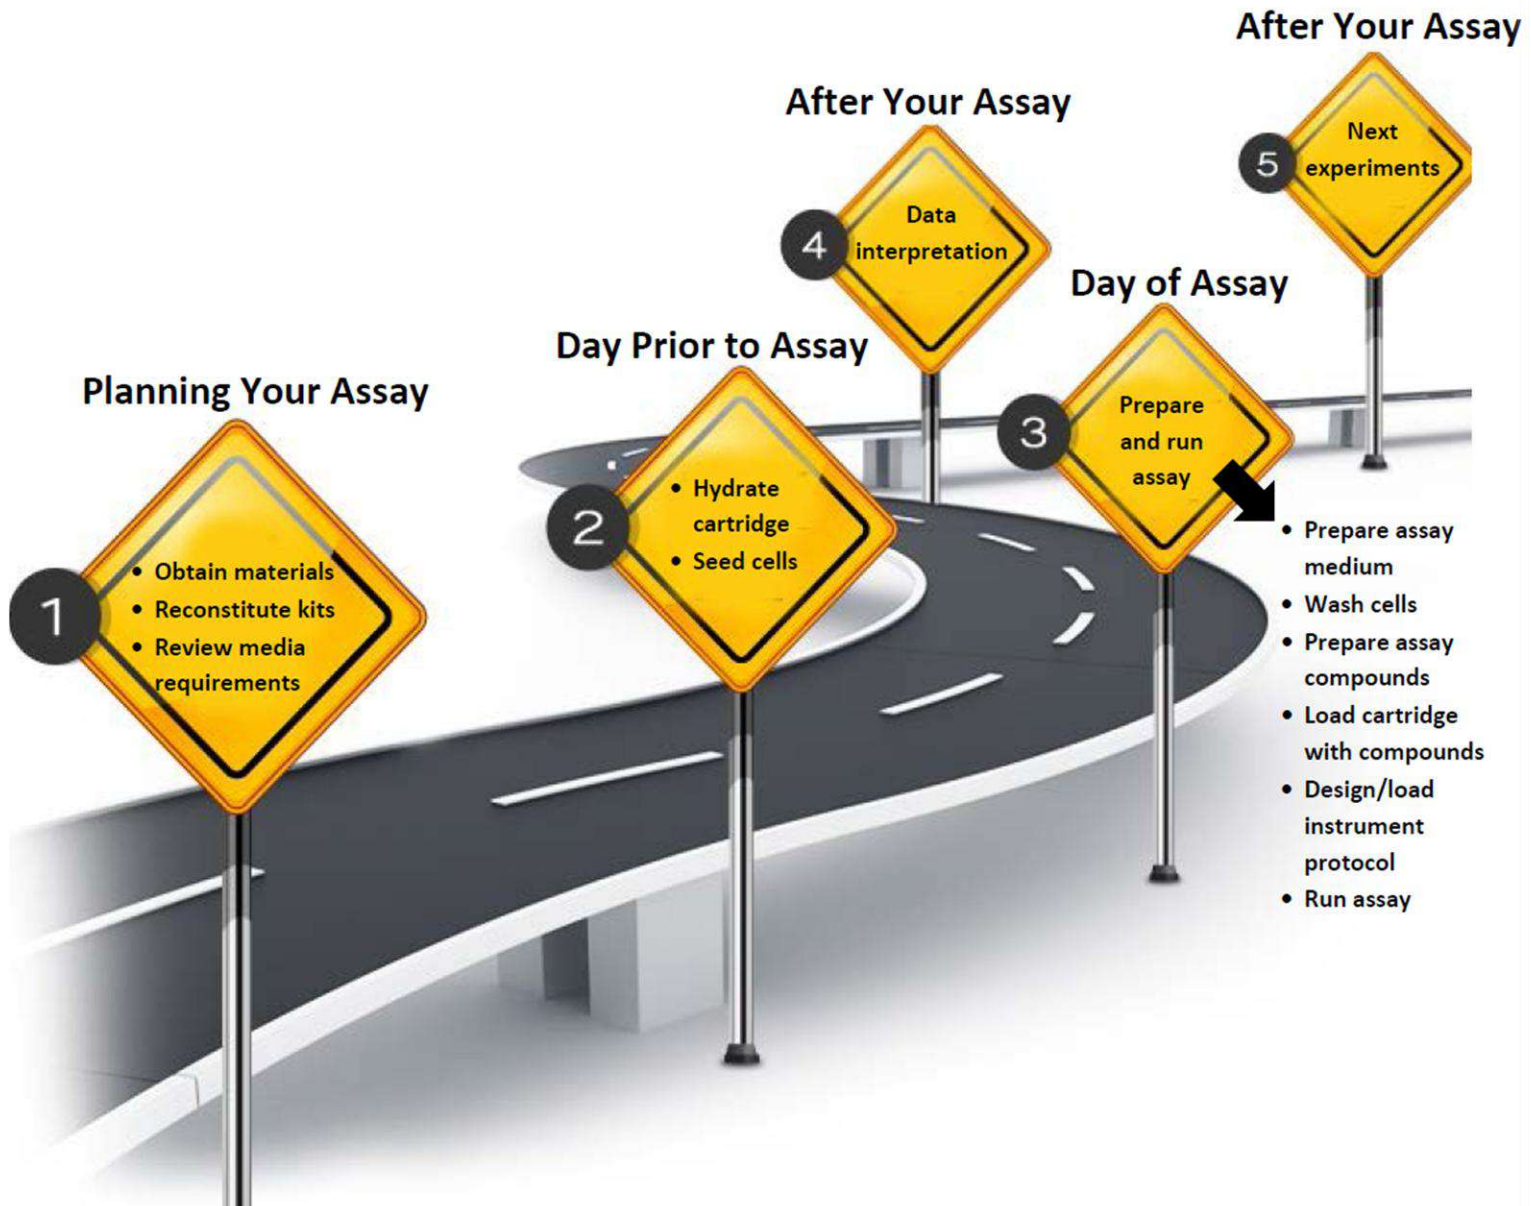 Planning Your Assay
1
• Obtain materials
• Reconstitute kits
• Review media
requirements
Day Prior to Assay
2
• Hydrate
cartridge
• Seed cells
Day of Assay
3
Prepare
and run
assay
• Prepare assay
medium
• Wash cells
• Prepare assay
compounds
• Load cartridge
with compounds
• Design/load
instrument
protocol
• Run assay
After Your Assay
4
Data
interpretation
After Your Assay
5
Next
experiments